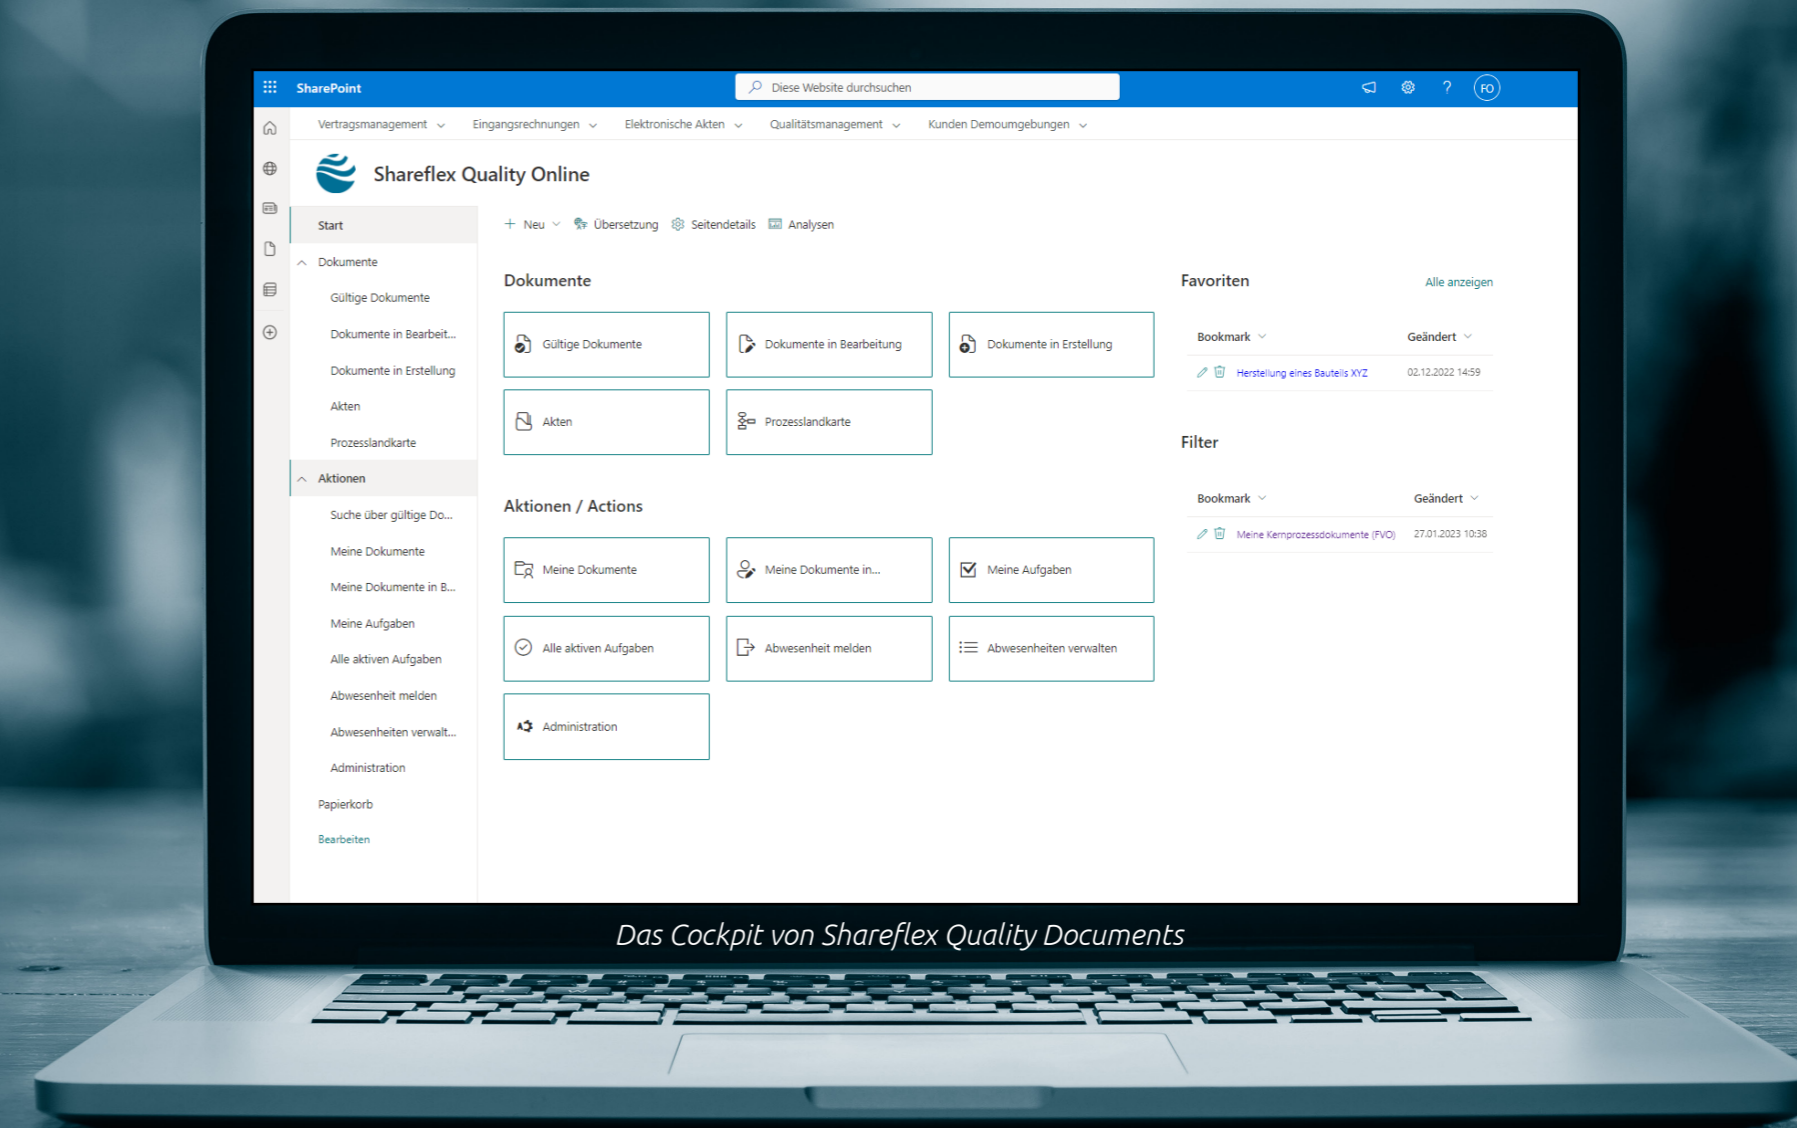 SharePoint
Diese Website durchsuchen
?
FO
Vertragsmanagement
Eingangsrechnungen
Elektronische Akten
Qualitätsmanagement
Kunden Demoumgebungen
Shareflex Quality Online
Start
Dokumente
Gültige Dokumente
Dokumente in Bearbeit...
Dokumente in Erstellung
Akten
Prozesslandkarte
Aktionen
Suche über gültige Do...
Meine Dokumente
Meine Dokumente in B...
Meine Aufgaben
Alle aktiven Aufgaben
Abwesenheit melden
Abwesenheiten verwalt...
Administration
Papierkorb
Bearbeiten
Neu
Übersetzung
Seitendetails
Analysen
Dokumente
Gültige Dokumente
Dokumente in Bearbeitung
Dokumente in Erstellung
Akten
Prozesslandkarte
Aktionen / Actions
Meine Dokumente
Meine Dokumente in...
Meine Aufgaben
Alle aktiven Aufgaben
Abwesenheit melden
Abwesenheiten verwalten
Administration
Favoriten
Alle anzeigen
Bookmark
Geändert
Herstellung eines Bauteils XYZ
02.12.2022 14:59
Filter
Bookmark
Geändert
Meine Kernprozessdokumente (FVO)
27.01.2023 10:38
Das Cockpit von Shareflex Quality Documents